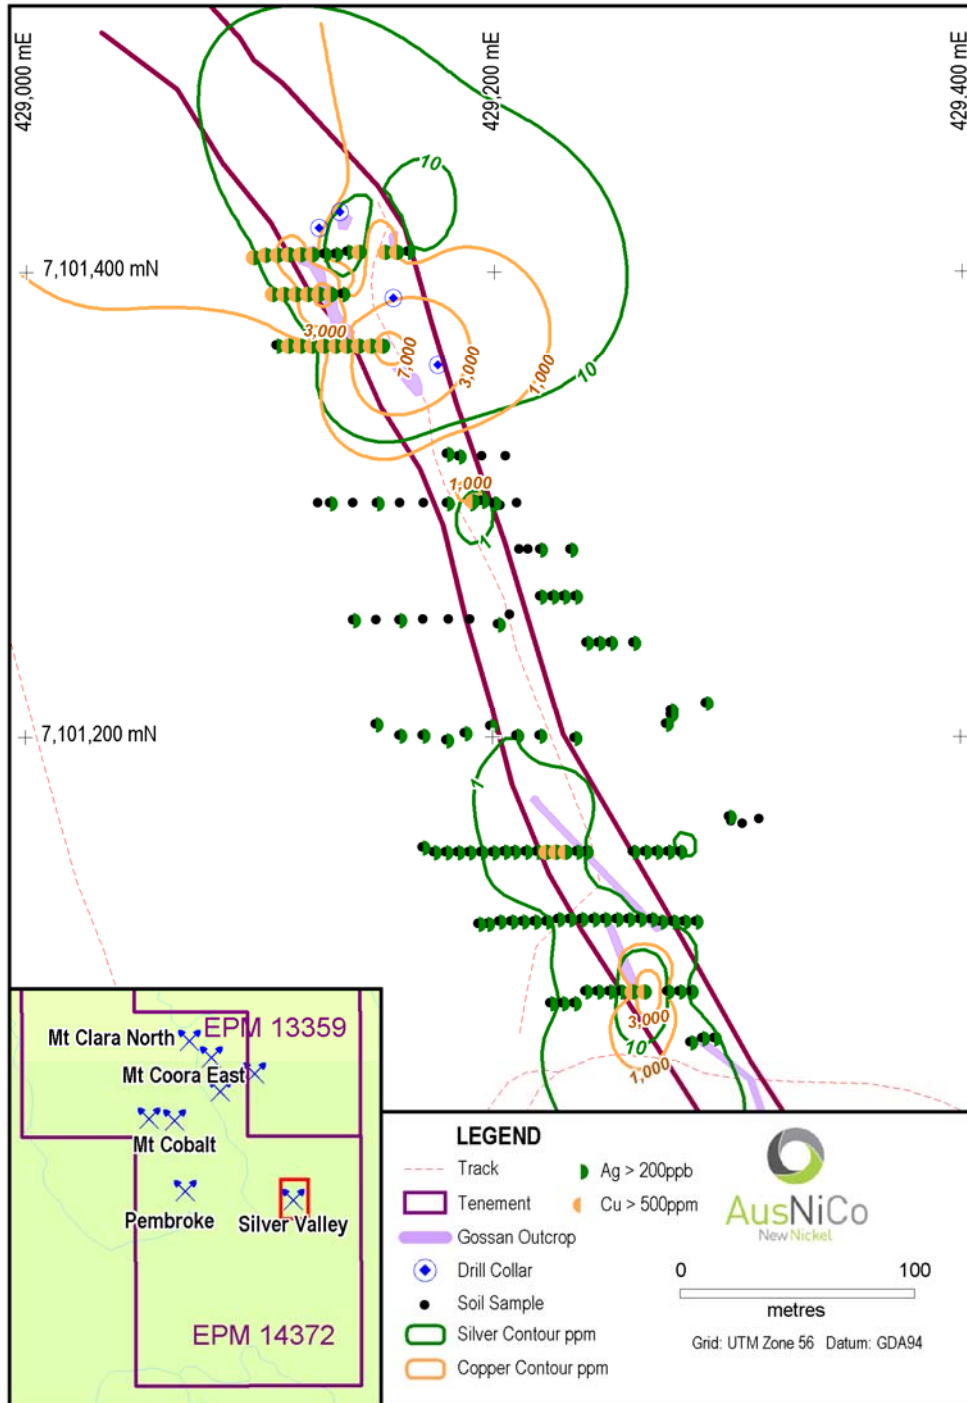 429,000 mE
429,200 mE
429,400 mE
10
7,101,400 mN
3,000
7,000
3,000
1,000
10
1,000
1
7,101,200 mN
1
3,000
10
1,000
Mt Clara North
EPM 13359
Mt Coora East
Mt Cobalt
Pembroke
Silver Valley
EPM 14372
LEGEND
Track
Tenement
Gossan Outcrop
Drill Collar
Soil Sample
Silver Contour ppm
Copper Contour ppm
Ag > 200ppb
Cu > 500ppm
AusNiCo
New Nickel
0 100
metres
Grid: UTM Zone 56 Datum: GDA94